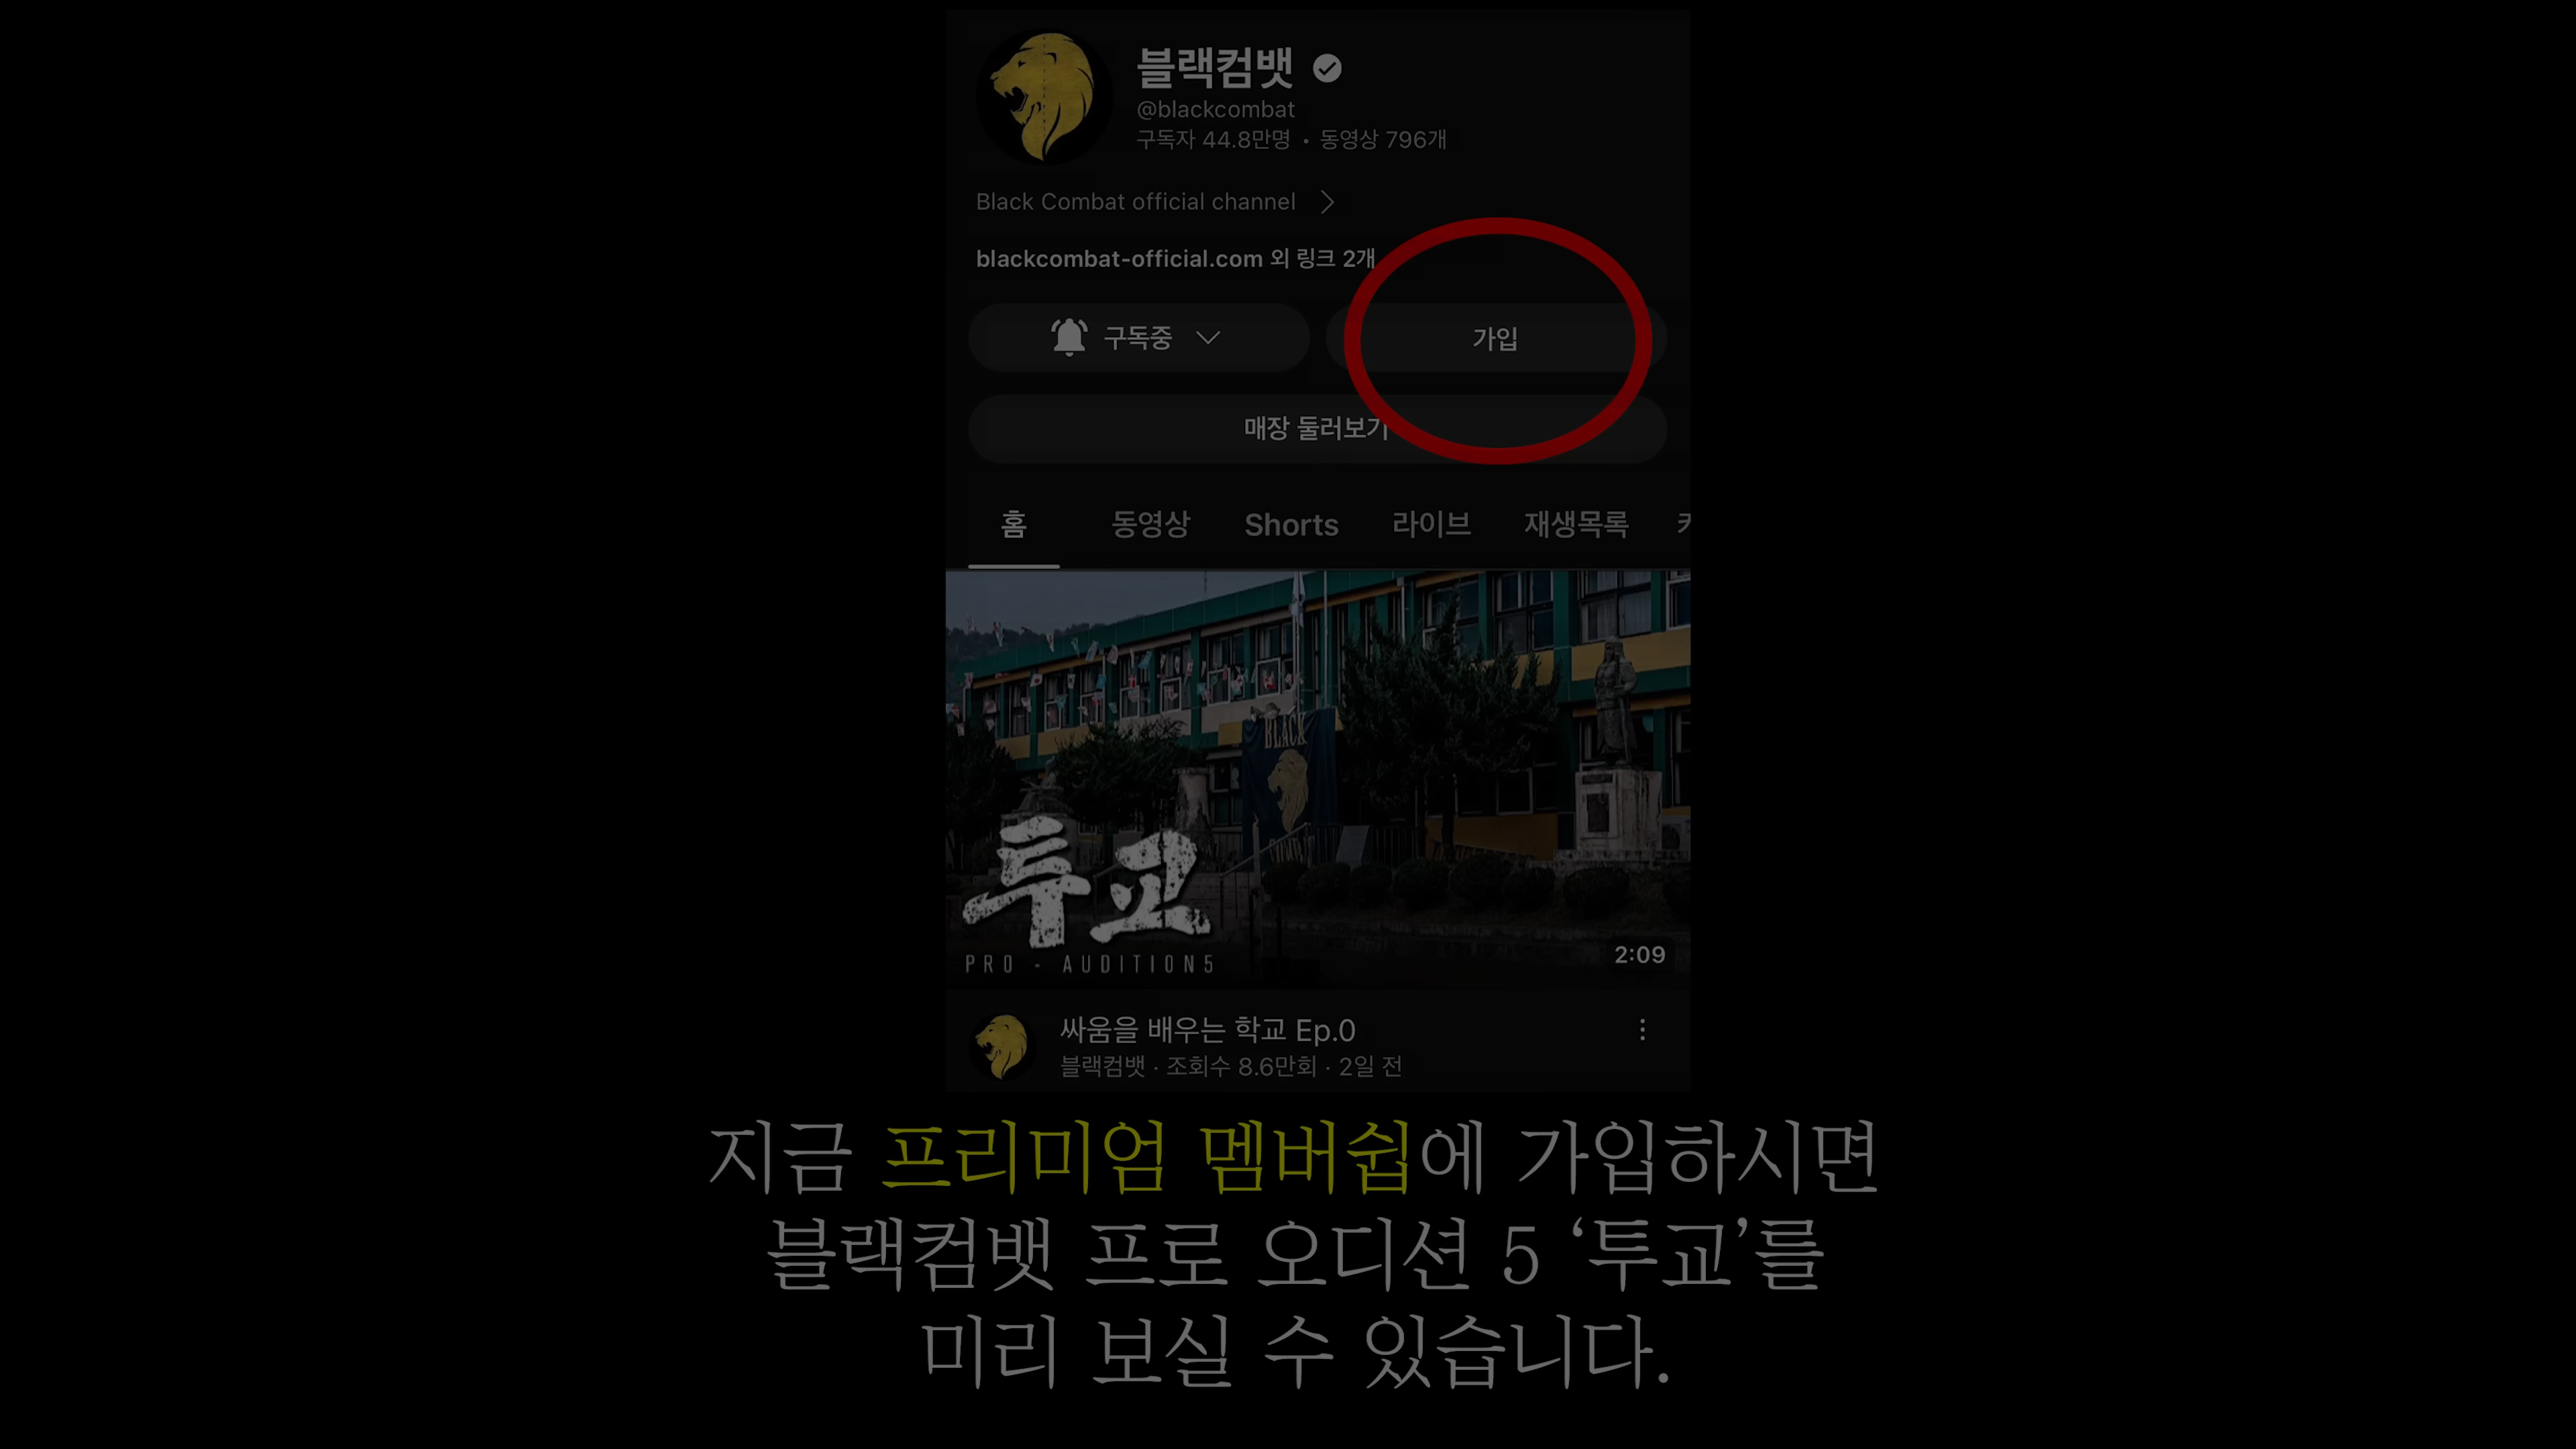 블랙컴뱃
@blackcombat
구독자 44.8만명 • 동영상 796개
Black Combat official channel
blackcombat-official.com 외 링크 2개
구독중
가입
매장 둘러보기
홈 동영상 Shorts 라이브 재생목록
BLACK
투교
PRO - AUDITION5
2:09
싸움을 배우는 학교 Ep.0
블랙컴뱃 · 조회수 8.6만회 · 2일 전
지금 프리미엄 멤버쉽에 가입하시면
블랙컴뱃 프로 오디션 5 ‘투교’를
미리 보실 수 있습니다.